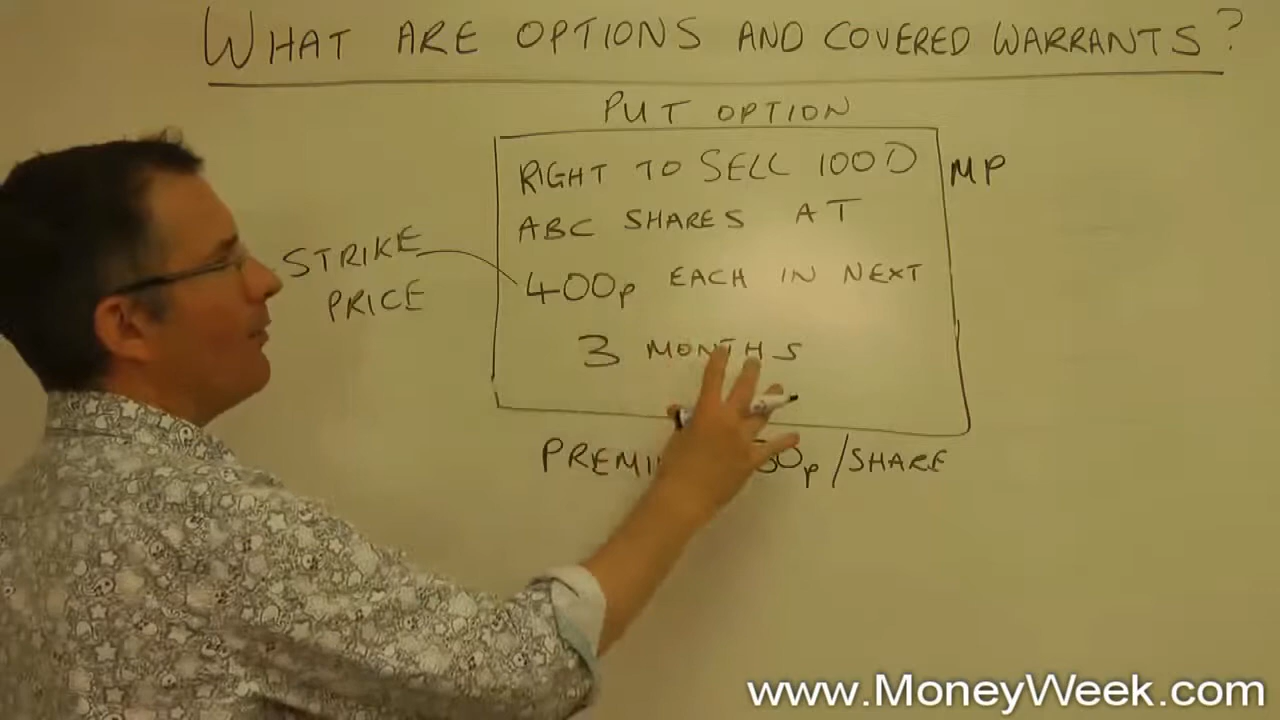 WHAT ARE OPTIONS AND COVERED WARRANTS?
PUT OPTION
RIGHT TO SELL 1000
MP
ABC SHARES AT
STRIKE
PRICE
400p EACH IN NEXT
3 MONTHS
/SHARE
www.MoneyWeek.com